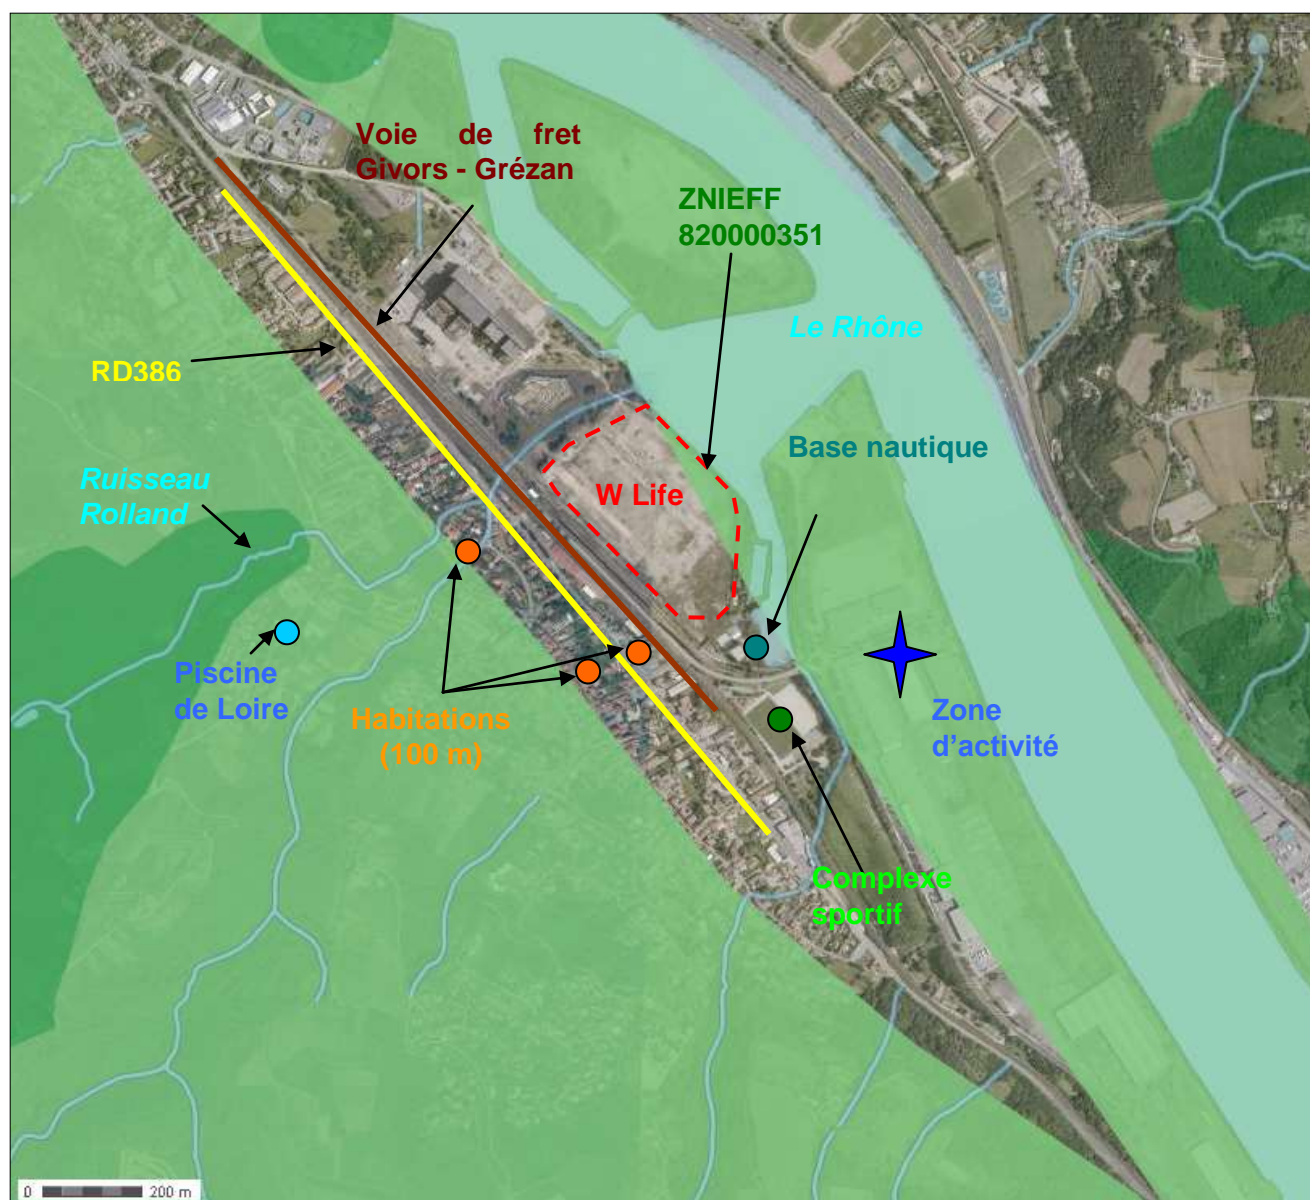 Voie de fret
Givors - Grézan
ZNIEFF
820000351
Le Rhône
RD386
Base nautique
Ruisseau
Rolland
W Life
Piscine
de Loire
Habitations
(100 m)
Zone
d'activité
Complexe
sportif
0 200 m